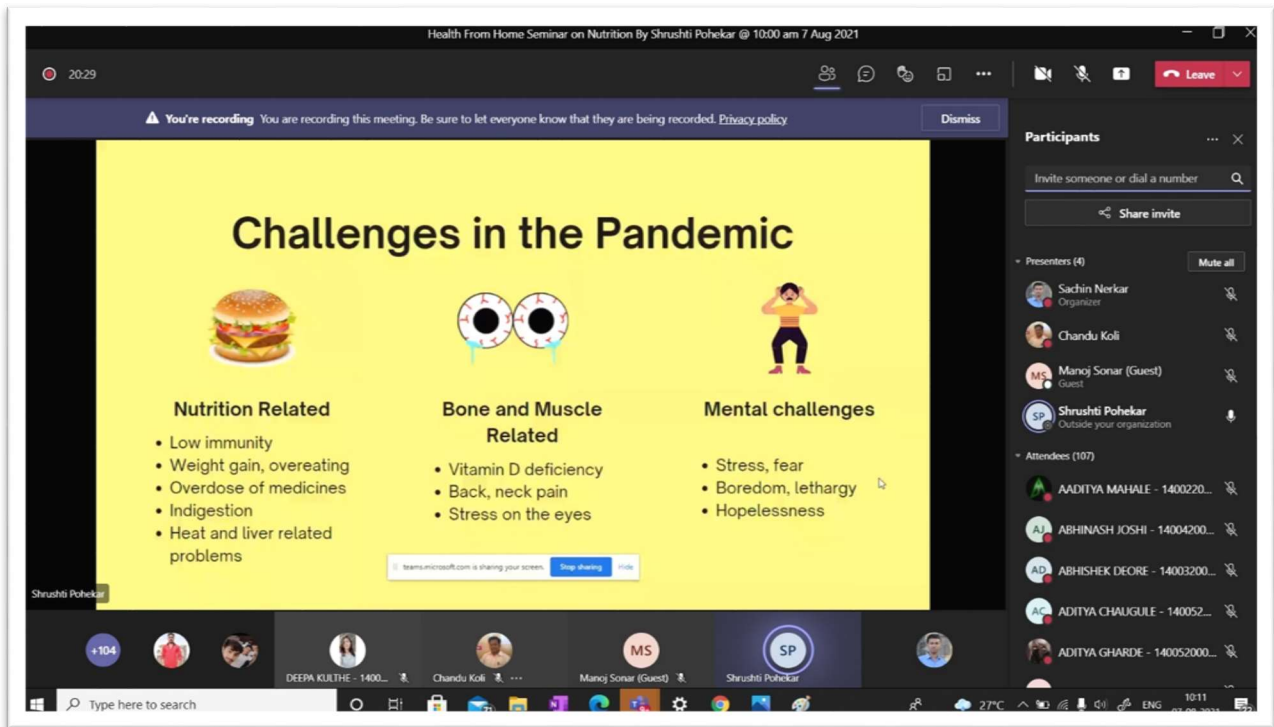 Health From Home Seminar on Nutrition By Shrushti Pohekar @ 10:00 am 7 Aug 2021
20:29
Leave
You're recording You are recording this meeting. Be sure to let everyone know that they are being recorded. Privacy policy
Dismiss
Challenges in the Pandemic
Nutrition Related
• Low immunity
• Weight gain, overeating
• Overdose of medicines
• Indigestion
• Heat and liver related
problems
Bone and Muscle
Related
• Vitamin D deficiency
• Back, neck pain
• Stress on the eyes
Mental challenges
• Stress, fear
• Boredom, lethargy
• Hopelessness
teams.microsoft.com is sharing your screen. Stop sharing Hide
Shrushti Pohekar
Participants
Invite someone or dial a number
Share invite
Presenters (4) Mute all
Sachin Nerkar
Organizer
Chandu Koli
MS Manoj Sonar (Guest)
Guest
SP Shrushti Pohekar
Outside your organization
Attendees (107)
AADITYA MAHALE - 1400220...
AJ ABHINASH JOSHI - 14004200...
AD ABHISHEK DEORE - 14003200...
AC ADITYA CHAUGULE - 140052...
ADITYA GHARDE - 140052000...
+104
MS
SP
DEEPA KULTHE - 1400...
Chandu Koli ...
Manoj Sonar (Guest)
Shrushti Pohekar
Type here to search
27°C
ENG
10:11
07-08-2021